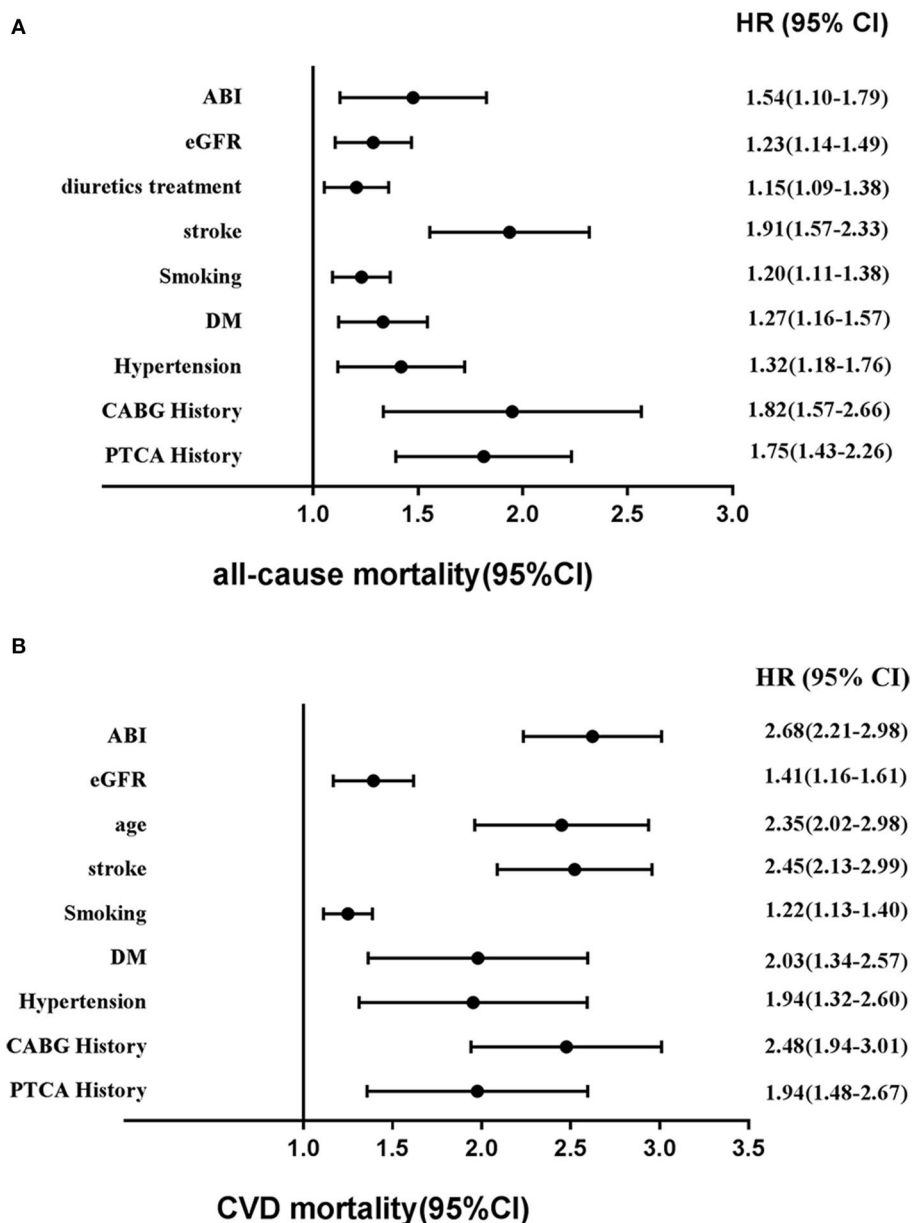 A
HR (95% CI)
ABI 1.54(1.10-1.79)
eGFR 1.23(1.14-1.49)
diuretics treatment 1.15(1.09-1.38)
stroke 1.91(1.57-2.33)
Smoking 1.20(1.11-1.38)
DM 1.27(1.16-1.57)
Hypertension 1.32(1.18-1.76)
CABG History 1.82(1.57-2.66)
PTCA History 1.75(1.43-2.26)
1.0 1.5 2.0 2.5 3.0
all-cause mortality(95%CI)
B
HR (95% CI)
ABI 2.68(2.21-2.98)
eGFR 1.41(1.16-1.61)
age 2.35(2.02-2.98)
stroke 2.45(2.13-2.99)
Smoking 1.22(1.13-1.40)
DM 2.03(1.34-2.57)
Hypertension 1.94(1.32-2.60)
CABG History 2.48(1.94-3.01)
PTCA History 1.94(1.48-2.67)
1.0 1.5 2.0 2.5 3.0 3.5
CVD mortality(95%CI)